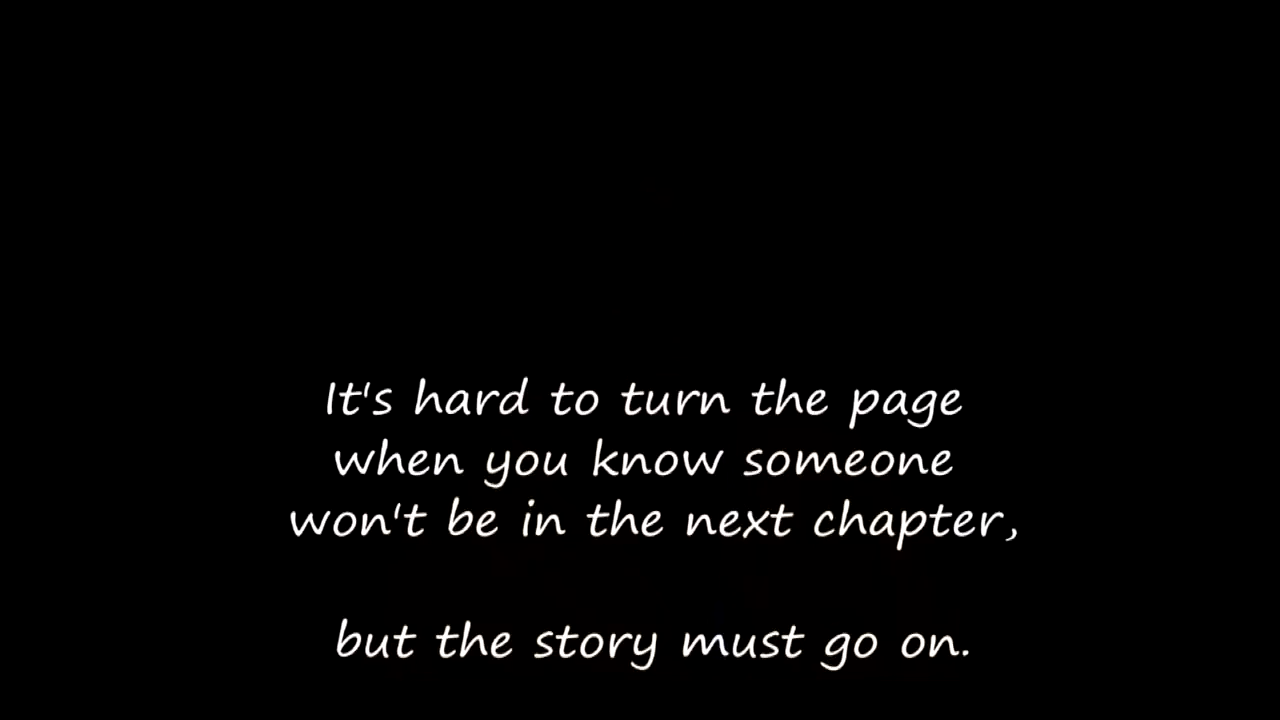 It's hard to turn the page
when you know someone
won't be in the next chapter,
but the story must go on.